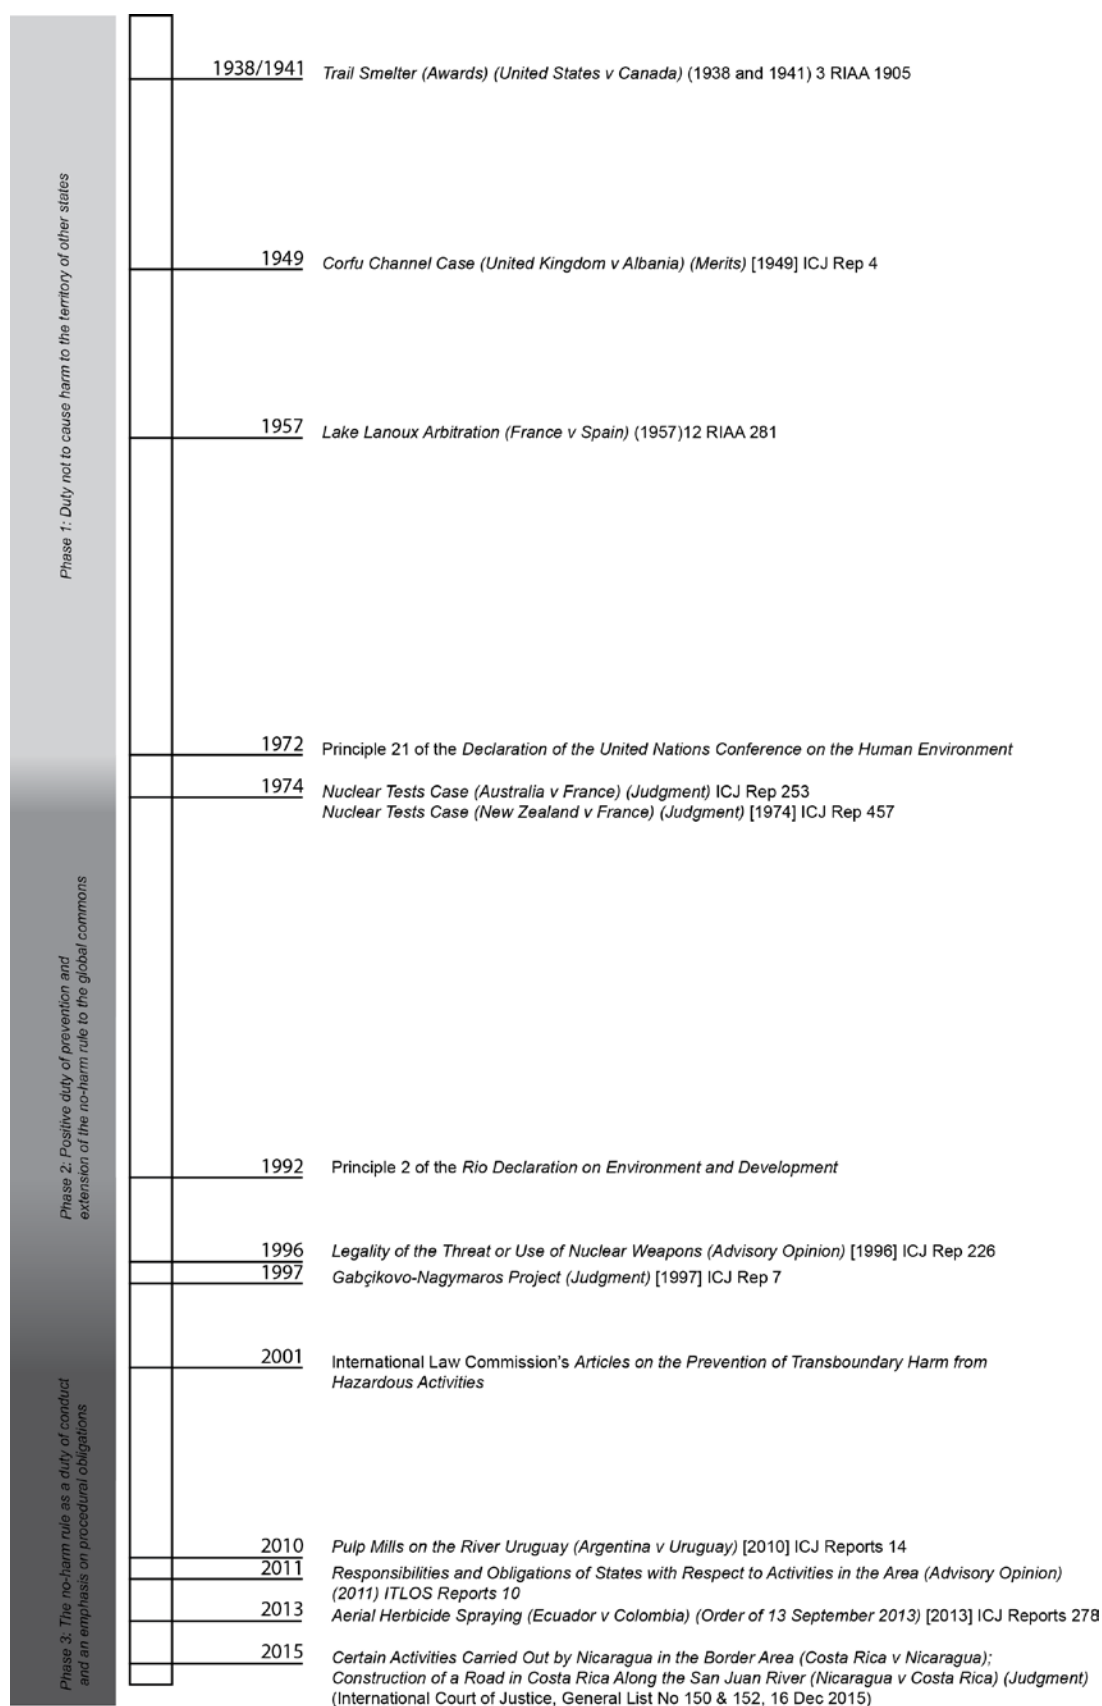 1938/1941 Trail Smelter (Awards) (United States v Canada) (1938 and 1941) 3 RIAA 1905
1949 Corfu Channel Case (United Kingdom v Albania) (Merits) [1949] ICJ Rep 4
1957 Lake Lanoux Arbitration (France v Spain) (1957)12 RIAA 281
Phase 1: Duty not to cause harm to the territory of other states
1972 Principle 21 of the Declaration of the United Nations Conference on the Human Environment
1974 Nuclear Tests Case (Australia v France) (Judgment) ICJ Rep 253
Nuclear Tests Case (New Zealand v France) (Judgment) [1974] ICJ Rep 457
Phase 2: Positive duty of prevention and
extension of the no-harm rule to the global commons
1992 Principle 2 of the Rio Declaration on Environment and Development
1996 Legality of the Threat or Use of Nuclear Weapons (Advisory Opinion) [1996] ICJ Rep 226
1997 Gabçikovo-Nagymaros Project (Judgment) [1997] ICJ Rep 7
2001 International Law Commission's Articles on the Prevention of Transboundary Harm from
Hazardous Activities
Phase 3: The no-harm rule as a duty of conduct
and an emphasis on procedural obligations
2010 Pulp Mills on the River Uruguay (Argentina v Uruguay) [2010] ICJ Reports 14
2011 Responsibilities and Obligations of States with Respect to Activities in the Area (Advisory Opinion)
(2011) ITLOS Reports 10
2013 Aerial Herbicide Spraying (Ecuador v Colombia) (Order of 13 September 2013) [2013] ICJ Reports 278
2015 Certain Activities Carried Out by Nicaragua in the Border Area (Costa Rica v Nicaragua);
Construction of a Road in Costa Rica Along the San Juan River (Nicaragua v Costa Rica) (Judgment)
(International Court of Justice, General List No 150 & 152, 16 Dec 2015)